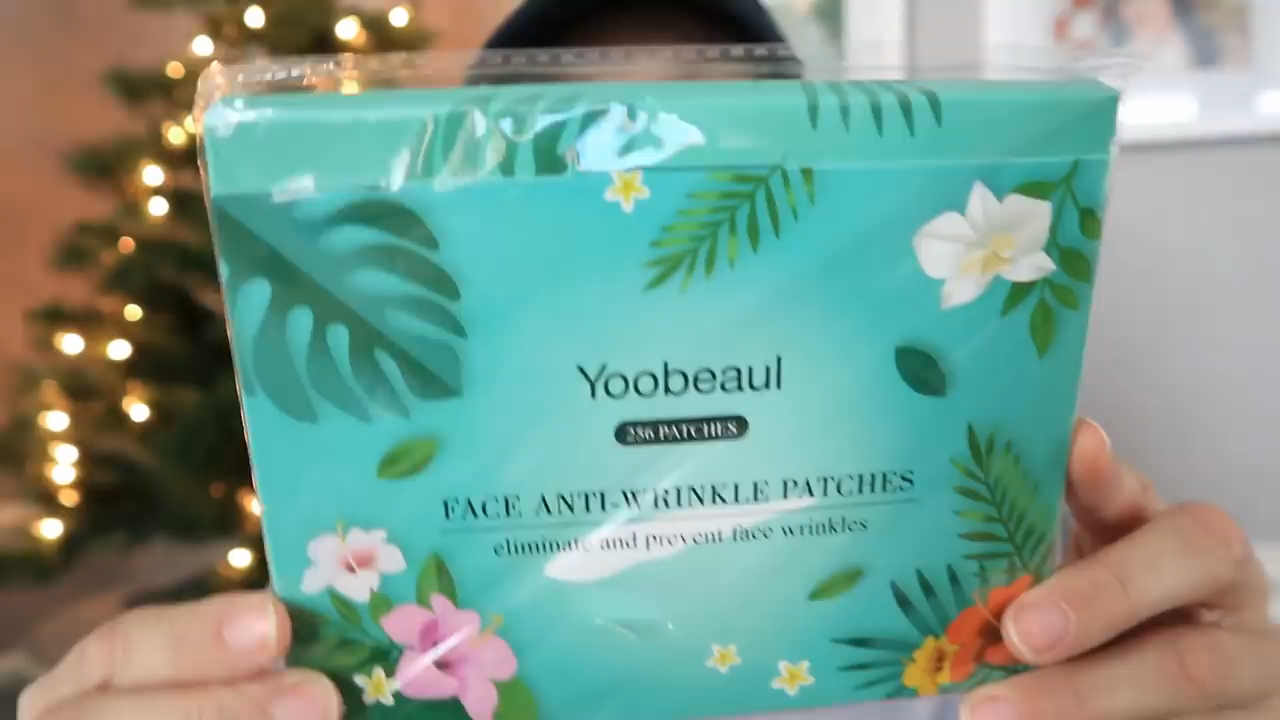 Yoobeaul
256 PATCHES
FACE ANTI-WRINKLE PATCHES
eliminate and prevent face wrinkles